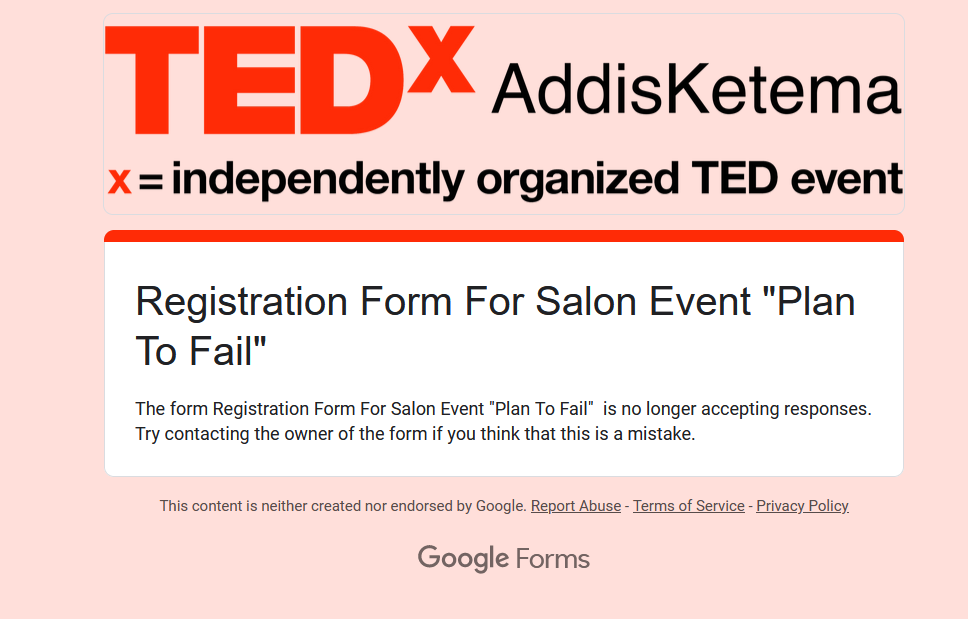 TEDx AddisKetema
x = independently organized TED event
Registration Form For Salon Event "Plan
To Fail"
The form Registration Form For Salon Event "Plan To Fail"  is no longer accepting responses.
Try contacting the owner of the form if you think that this is a mistake.
This content is neither created nor endorsed by Google. Report Abuse - Terms of Service - Privacy Policy
Google Forms